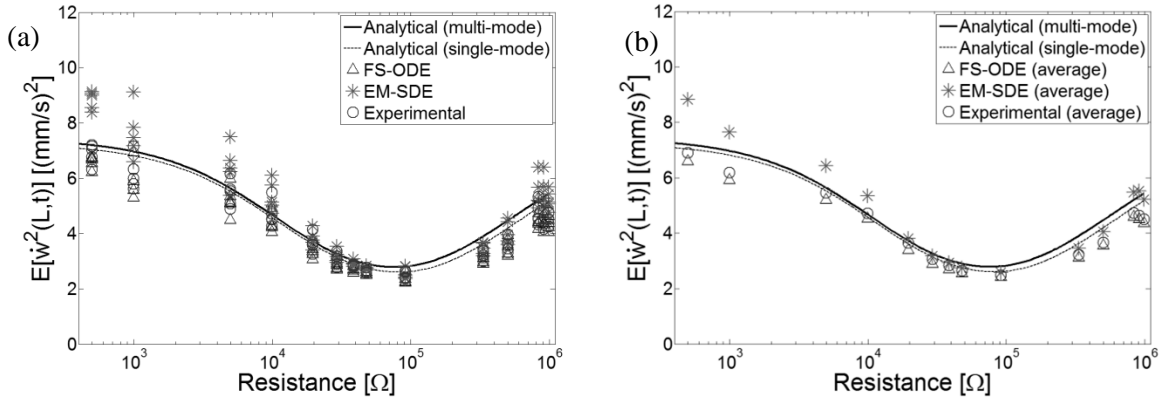 (a)
E[ẇ²(L,t)] [(mm/s)²]
12
10
8
6
4
2
0
Analytical (multi-mode)
Analytical (single-mode)
FS-ODE
EM-SDE
Experimental
10³
10⁴
10⁵
10⁶
Resistance [Ω]
(b)
E[ẇ²(L,t)] [(mm/s)²]
12
10
8
6
4
2
0
Analytical (multi-mode)
Analytical (single-mode)
FS-ODE (average)
EM-SDE (average)
Experimental (average)
10³
10⁴
10⁵
10⁶
Resistance [Ω]